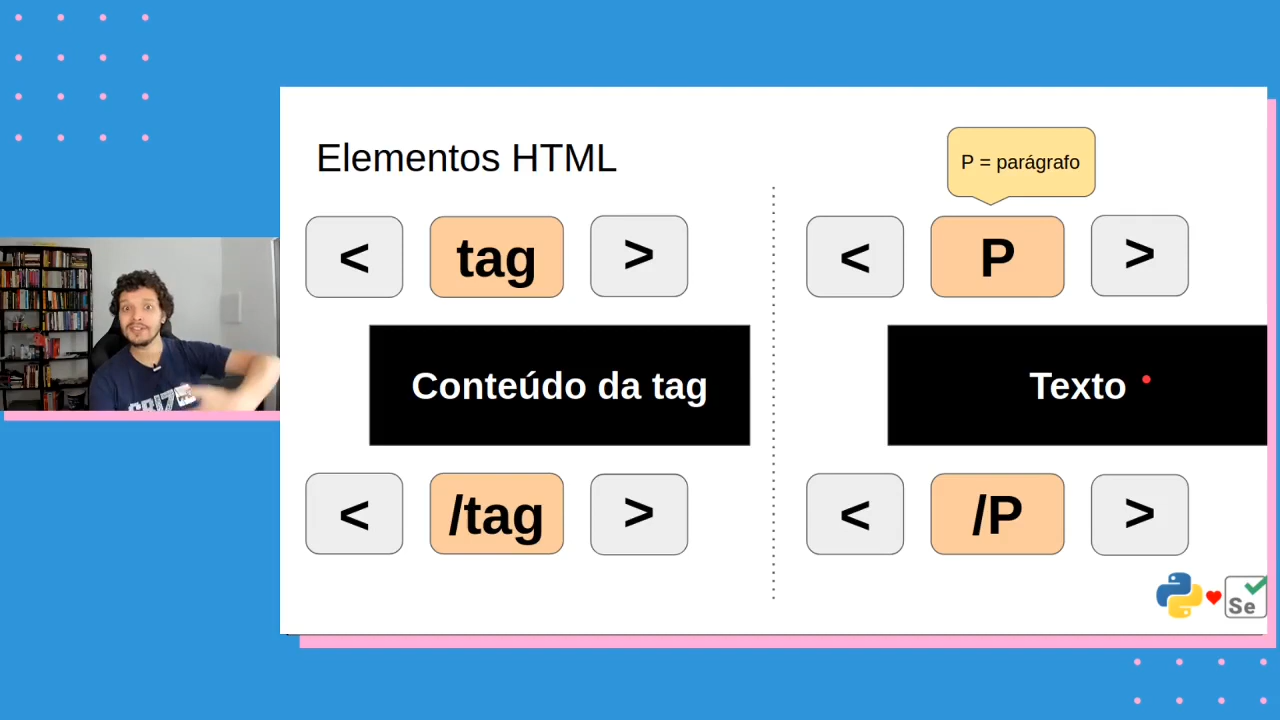 Elementos HTML
P = parágrafo
< tag >
Conteúdo da tag
< /tag >
< P >
Texto
< /P >
Se